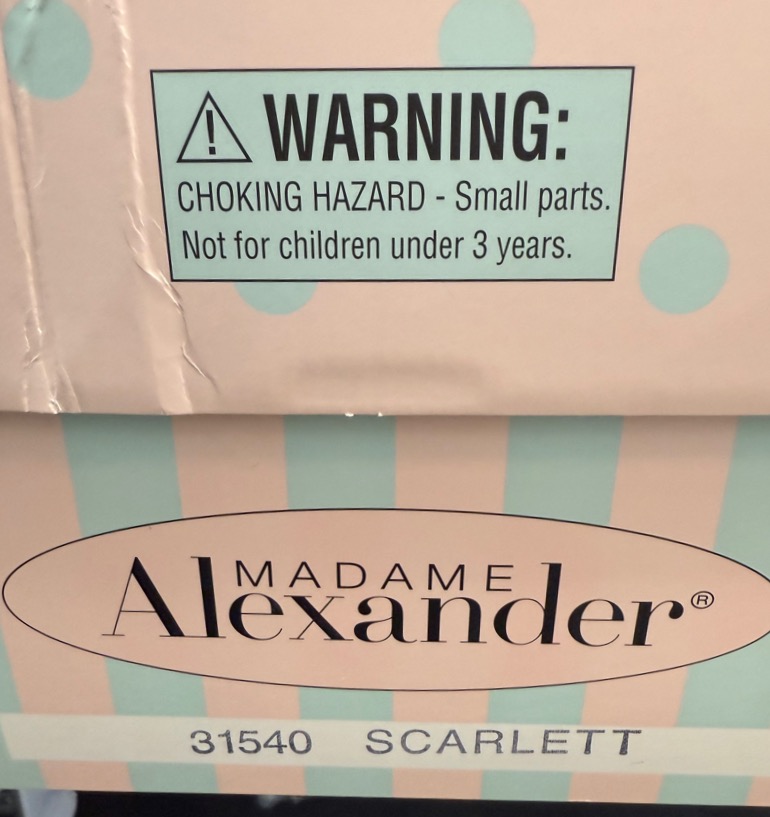 WARNING:
CHOKING HAZARD - Small parts.
Not for children under 3 years.
MADAME
Alexander®
31540 SCARLETT